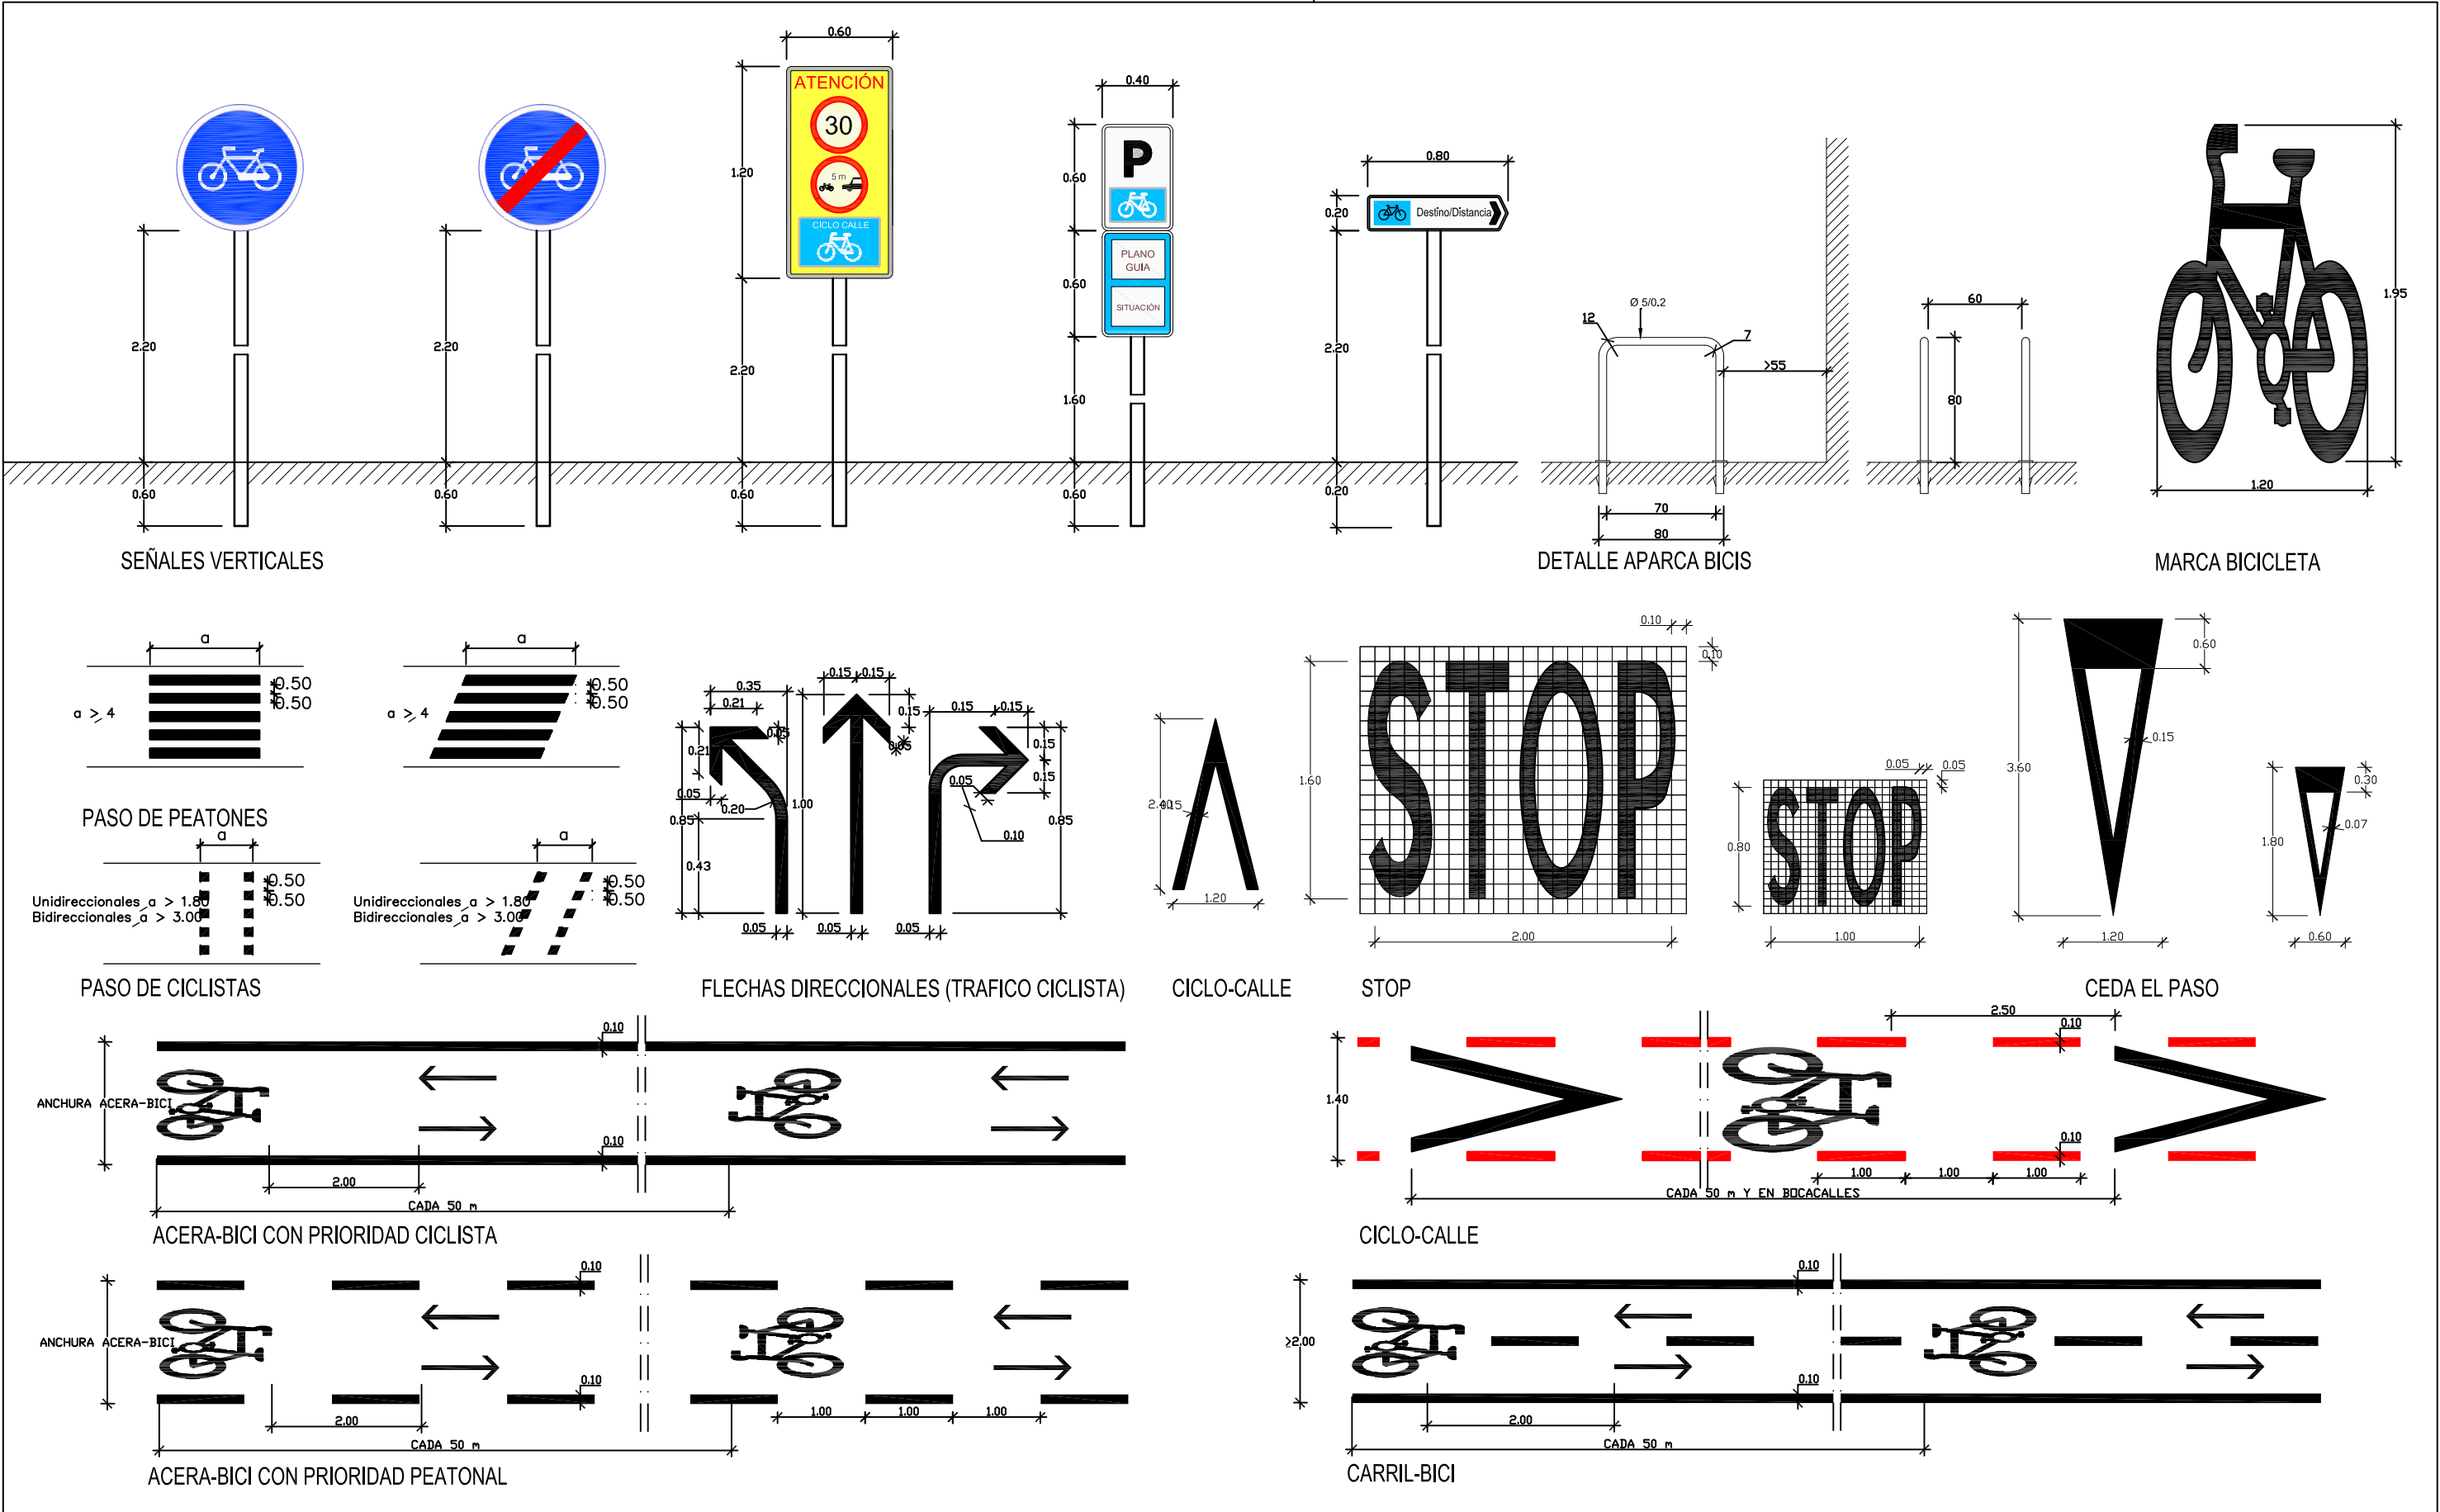 0.60
ATENCIÓN
30
5 m
CICLO CALLE
1.20
2.20
0.60
0.40
P
PLANO
GUIA
SITUACIÓN
0.60
0.60
1.60
0.60
0.80
Destino/Distancia
0.20
2.20
0.20
2.20
0.60
2.20
0.60
SEÑALES VERTICALES
Ø 5/0.2
12
7
>55
70
80
60
80
DETALLE APARCA BICIS
1.95
1.20
MARCA BICICLETA
a
a > 4
0.50
0.50
a
a > 4
0.50
0.50
PASO DE PEATONES
a
Unidireccionales a > 1.80
Bidireccionales a > 3.00
0.50
0.50
a
Unidireccionales a > 1.80
Bidireccionales a > 3.00
0.50
0.50
PASO DE CICLISTAS
0.35
0.21
0.05
0.21
0.05
0.20
0.85
0.43
0.05
0.15
0.15
0.15
0.05
1.00
0.05
0.15
0.15
0.15
0.15
0.05
0.10
0.85
0.05
FLECHAS DIRECCIONALES (TRAFICO CICLISTA)
2.40
0.15
1.20
CICLO-CALLE
0.10
0.10
STOP
1.60
2.00
0.05
0.05
STOP
0.80
1.00
STOP
0.60
0.15
3.60
1.20
0.30
0.07
1.80
0.60
CEDA EL PASO
0.10
ANCHURA ACERA-BICI
0.10
2.00
CADA 50 m
ACERA-BICI CON PRIORIDAD CICLISTA
2.50
0.10
1.40
0.10
1.00
1.00
1.00
CADA 50 m Y EN BOCACALLES
CICLO-CALLE
0.10
ANCHURA ACERA-BICI
0.10
2.00
1.00
1.00
1.00
CADA 50 m
ACERA-BICI CON PRIORIDAD PEATONAL
0.10
≥2.00
0.10
2.00
CADA 50 m
CARRIL-BICI